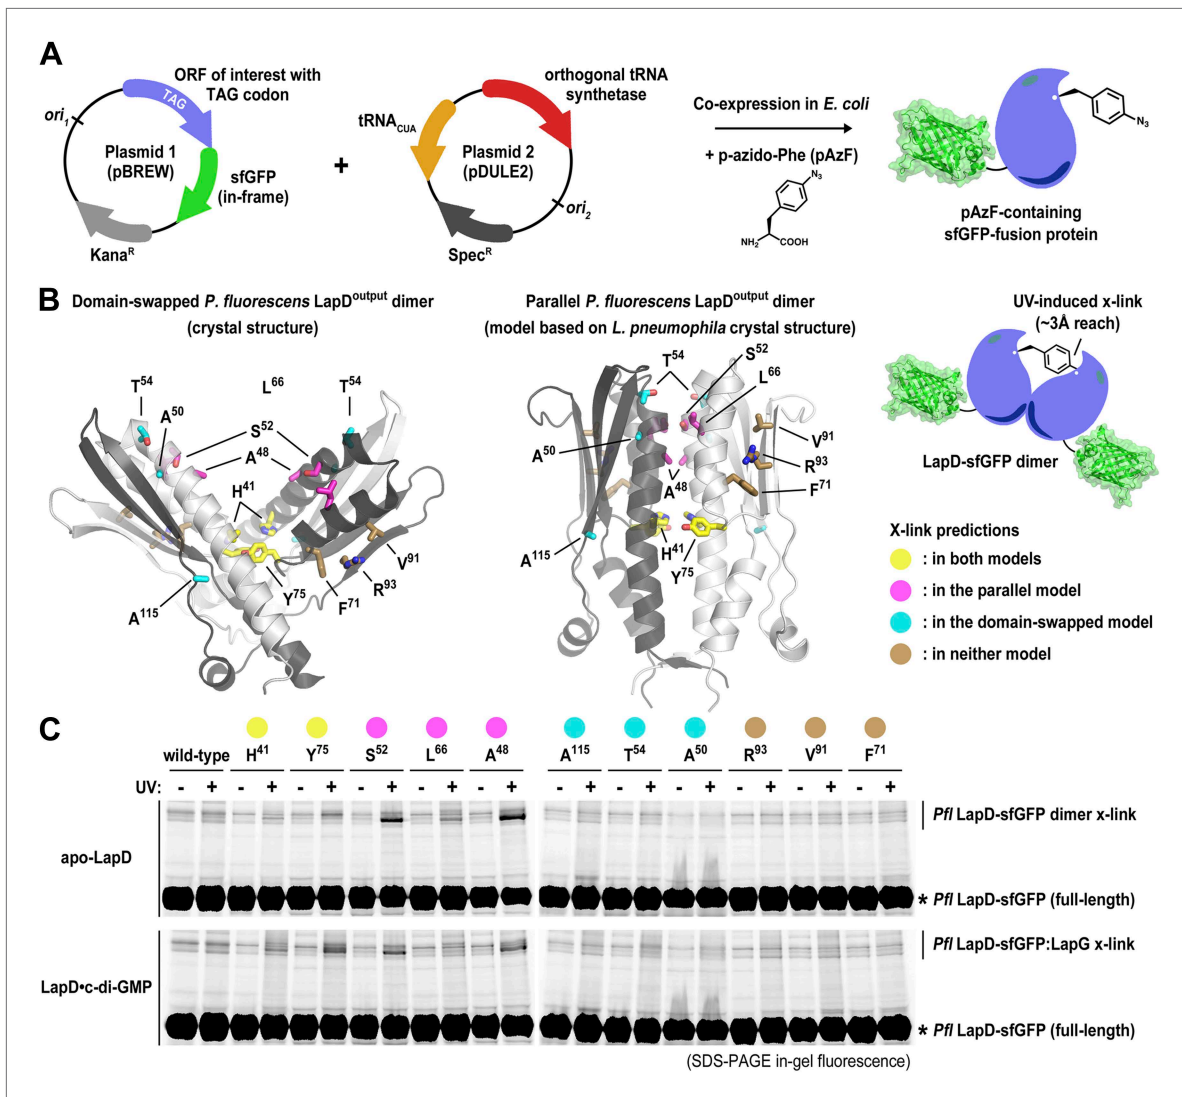 A
ORF of interest with
TAG codon
TAG
ori1
Plasmid 1
(pBREW)
sfGFP
(in-frame)
KanaR
+
orthogonal tRNA
synthetase
tRNACUA
Plasmid 2
(pDULE2)
ori2
SpecR
Co-expression in E. coli
+ p-azido-Phe (pAzF)
N3
NH2
COOH
N3
pAzF-containing
sfGFP-fusion protein
B
Domain-swapped P. fluorescens LapDoutput dimer
(crystal structure)
T54
L66
T54
A50
S52
A48
H41
A115
Y75
F71
R93
V91
Parallel P. fluorescens LapDoutput dimer
(model based on L. pneumophila crystal structure)
S52
T54
L66
A50
V91
A48
R93
F71
A115
H41
Y75
UV-induced x-link
(~3Å reach)
LapD-sfGFP dimer
X-link predictions
: in both models
: in the parallel model
: in the domain-swapped model
: in neither model
C
wild-type H41 Y75 S52 L66 A48 A115 T54 A50 R93 V91 F71
UV: - + - + - + - + - + - + - + - + - + - + - + - +
apo-LapD
Pfl LapD-sfGFP dimer x-link
* Pfl LapD-sfGFP (full-length)
LapD•c-di-GMP
Pfl LapD-sfGFP:LapG x-link
* Pfl LapD-sfGFP (full-length)
(SDS-PAGE in-gel fluorescence)